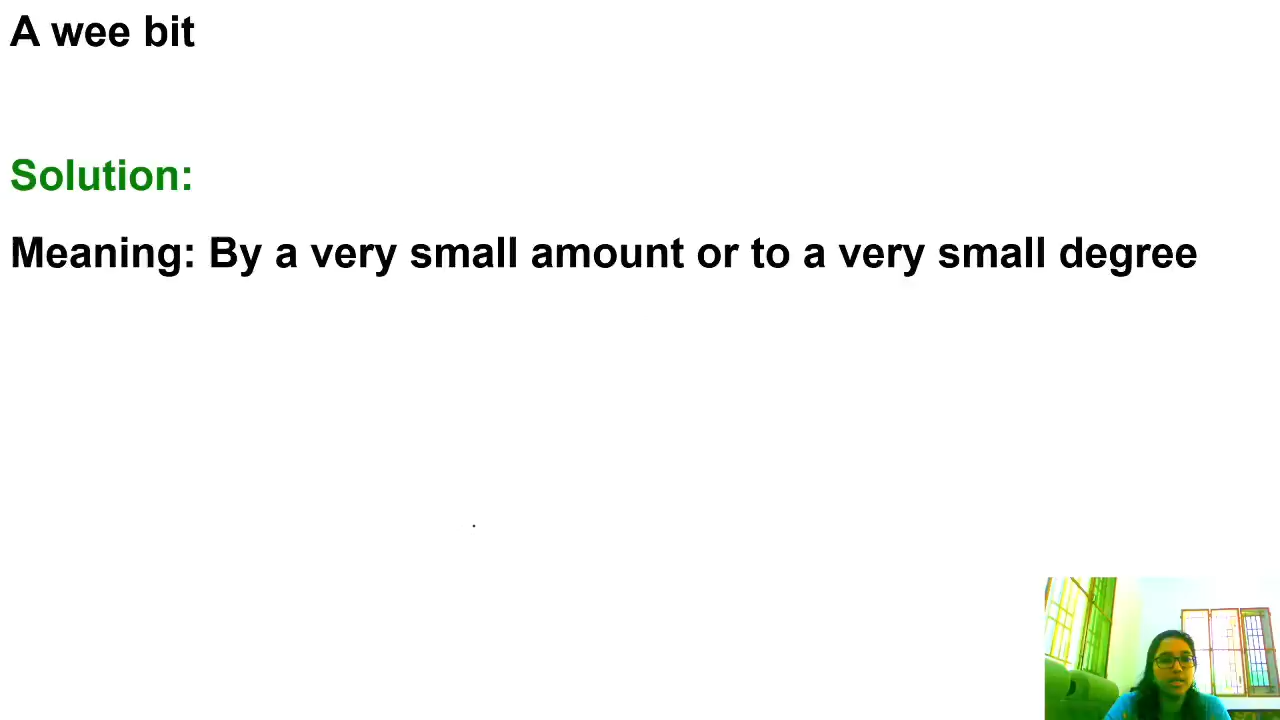 A wee bit
Solution:
Meaning: By a very small amount or to a very small degree